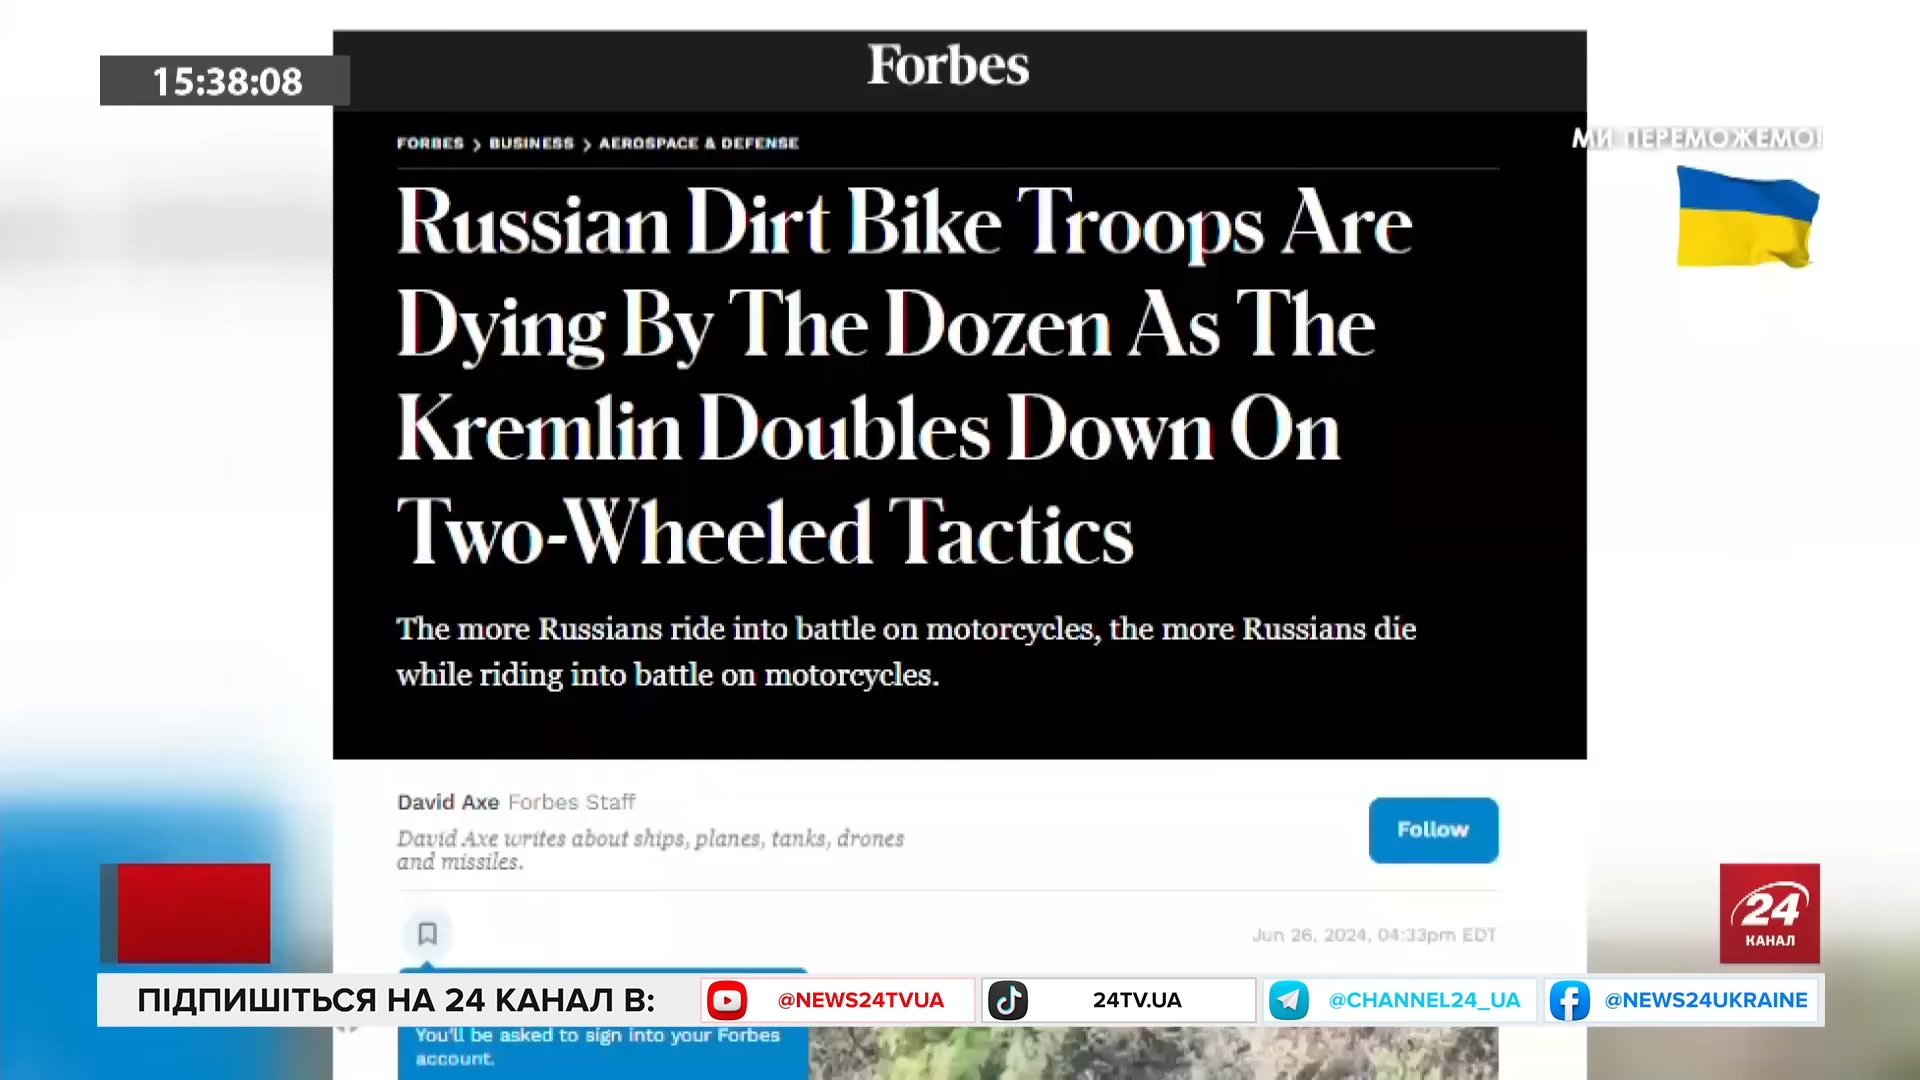 15:38:08
Forbes
FORBES > BUSINESS > AEROSPACE & DEFENSE
МИ ПЕРЕМОЖЕМО!
Russian Dirt Bike Troops Are
Dying By The Dozen As The
Kremlin Doubles Down On
Two-Wheeled Tactics
The more Russians ride into battle on motorcycles, the more Russians die
while riding into battle on motorcycles.
David Axe Forbes Staff
David Axe writes about ships, planes, tanks, drones
and missiles.
Follow
Jun 26, 2024, 04:33pm EDT
24
КАНАЛ
ПІДПИШІТЬСЯ НА 24 КАНАЛ В:
@NEWS24TVUA
24TV.UA
@CHANNEL24_UA
@NEWS24UKRAINE
You'll be asked to sign into your Forbes
account.